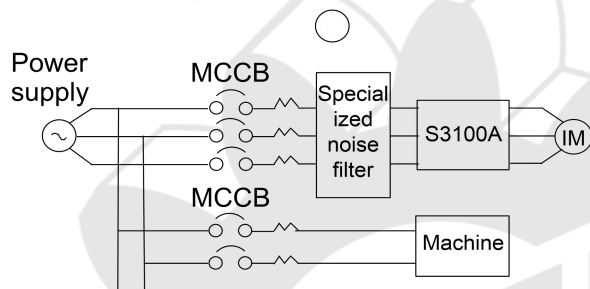 Power
supply
MCCB
Special
ized
noise
filter
S3100A
IM
MCCB
Machine